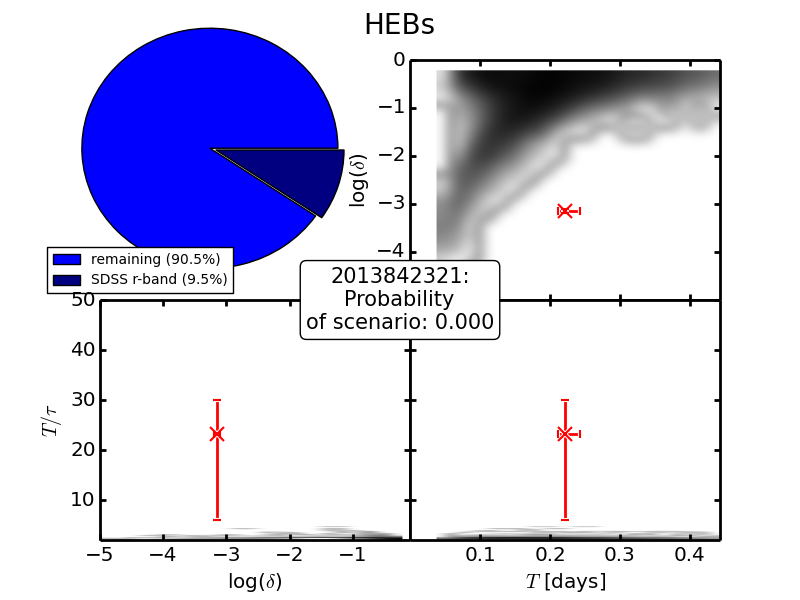 HEBs
0
−1
−2
−3
−4
log(δ)
remaining (90.5%)
SDSS r-band (9.5%)
2013842321:
Probability
of scenario: 0.000
50
40
30
20
10
T/τ
−5 −4 −3 −2 −1
log(δ)
0.1 0.2 0.3 0.4
T [days]